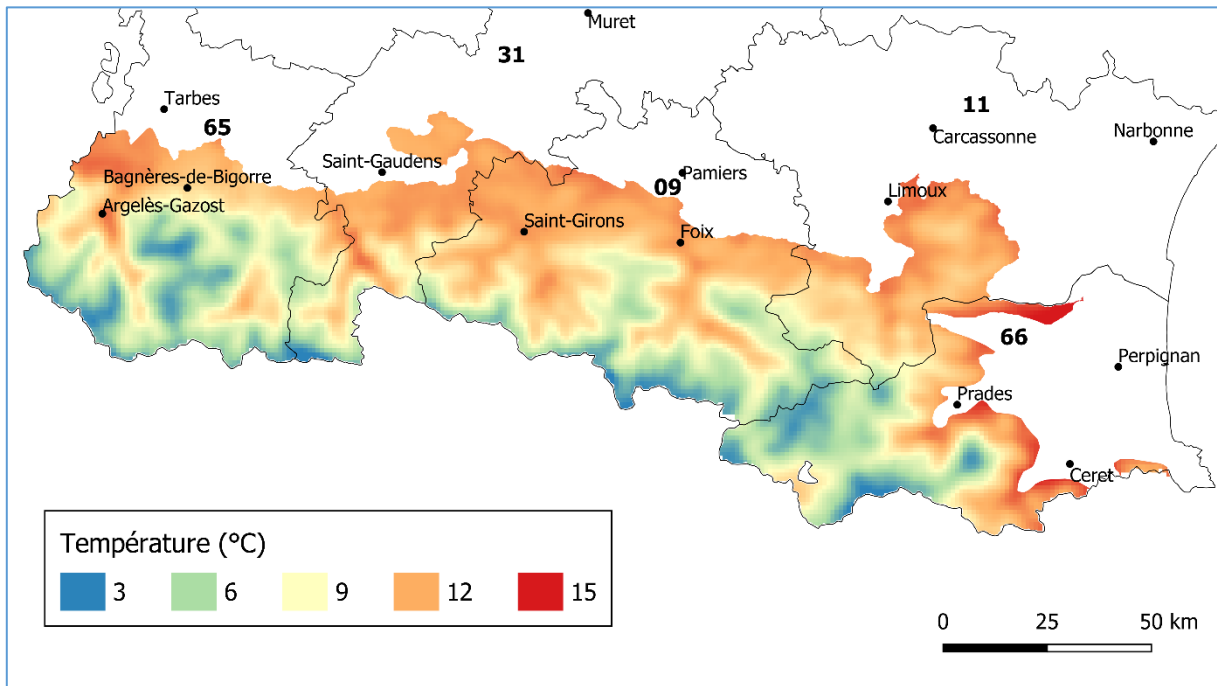 Muret
31
Tarbes
65
11
Carcassonne
Narbonne
Saint-Gaudens
Pamiers
09
Bagnères-de-Bigorre
Argelès-Gazost
Limoux
Saint-Girons
Foix
66
Perpignan
Prades
Ceret
Température (°C)
3 6 9 12 15
0 25 50 km